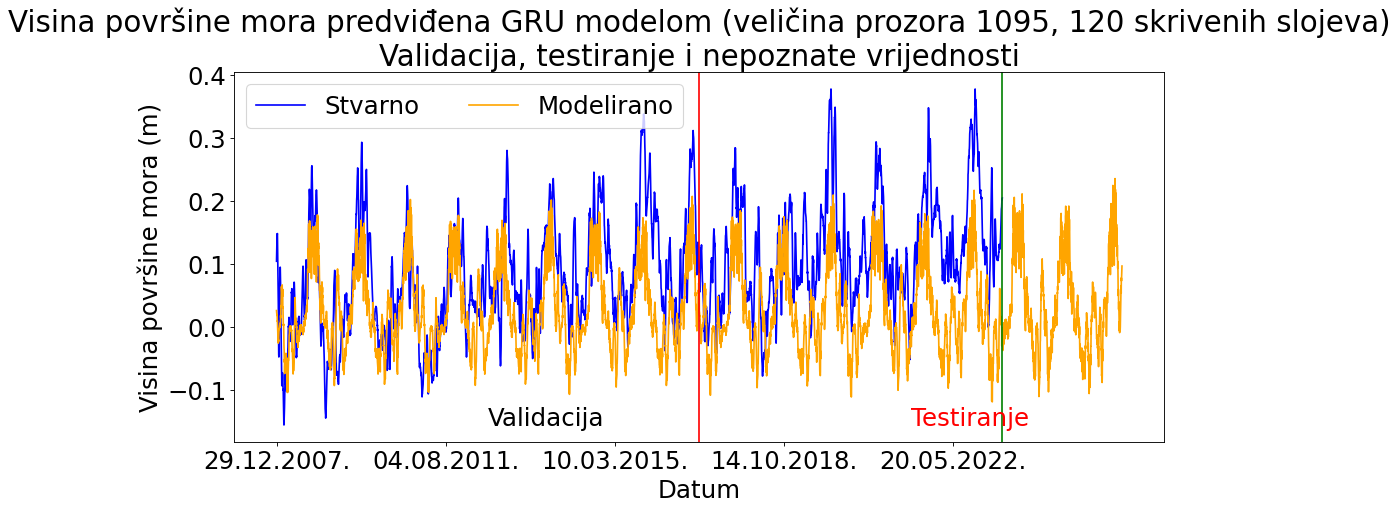 Visina površine mora predviđena GRU modelom (veličina prozora 1095, 120 skrivenih slojeva)
Validacija, testiranje i nepoznate vrijednosti
Stvarno Modelirano
Visina površine mora (m)
0.4
0.3
0.2
0.1
0.0
−0.1
Validacija Testiranje
29.12.2007. 04.08.2011. 10.03.2015. 14.10.2018. 20.05.2022.
Datum